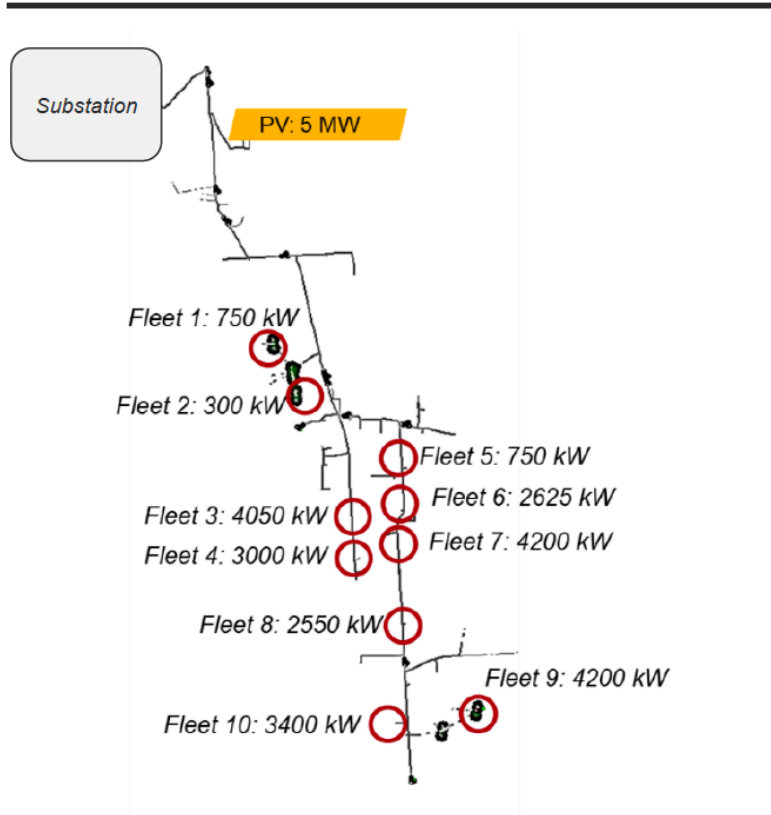 Substation
PV: 5 MW
Fleet 1: 750 kW
Fleet 2: 300 kW
Fleet 5: 750 kW
Fleet 6: 2625 kW
Fleet 3: 4050 kW
Fleet 7: 4200 kW
Fleet 4: 3000 kW
Fleet 8: 2550 kW
Fleet 9: 4200 kW
Fleet 10: 3400 kW